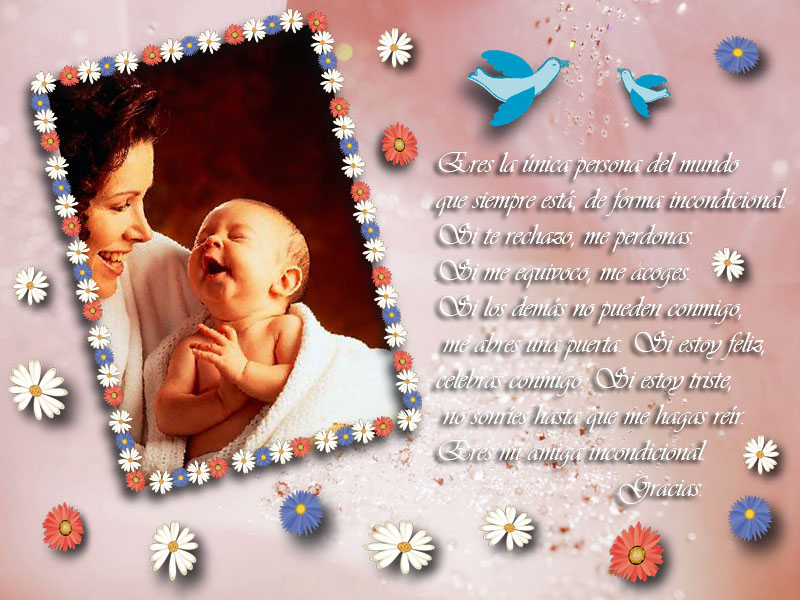 Eres la única persona del mundo
que siempre está, de forma incondicional.
Si te rechazo, me perdonas.
Si me equivoco, me acoges.
Si los demás no pueden conmigo,
me abres una puerta. Si estoy feliz,
celebras conmigo. Si estoy triste,
no sonríes hasta que me hagas reír.
Eres mi amiga incondicional.
Gracias.